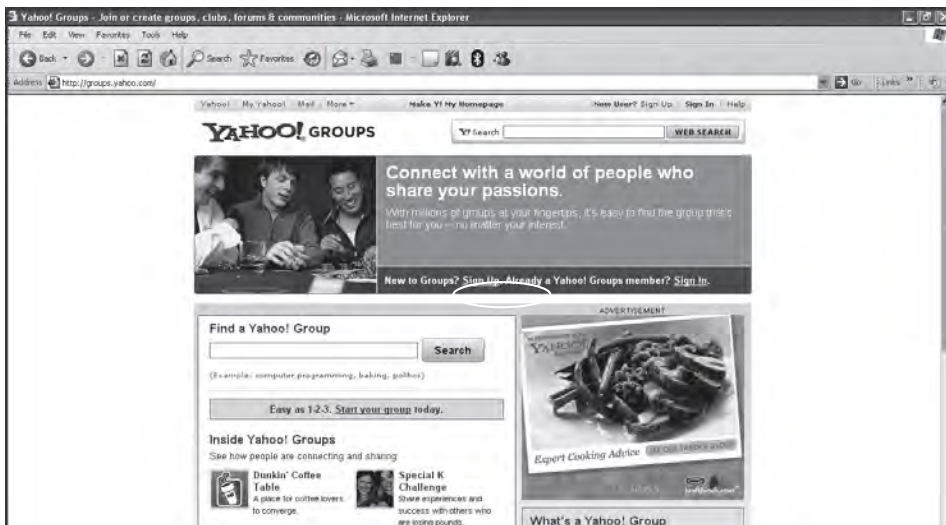 Yahoo! Groups - Join or create groups, clubs, forums & communities - Microsoft Internet Explorer
File Edit View Favorites Tools Help
Back Search Favorites
Address http://groups.yahoo.com/ Go Links »
Yahoo! My Yahoo! Mail More Make Y! My Homepage New User? Sign Up Sign In Help
YAHOO! GROUPS
Y! Search WEB SEARCH
Connect with a world of people who
share your passions.
With millions of groups at your fingertips, it's easy to find the group that's
best for you — no matter your interest.
New to Groups? Sign Up. Already a Yahoo! Groups member? Sign In.
Find a Yahoo! Group
Search
(Example: computer programming, baking, politics)
Easy as 1-2-3. Start your group today.
Inside Yahoo! Groups
See how people are connecting and sharing
Dunkin' Coffee
Table
A place for coffee lovers
to converge.
Special K
Challenge
Share experiences and
success with others who
are losing pounds.
ADVERTISEMENT
YAHOO!
Expert Cooking Advice
What's a Yahoo! Group